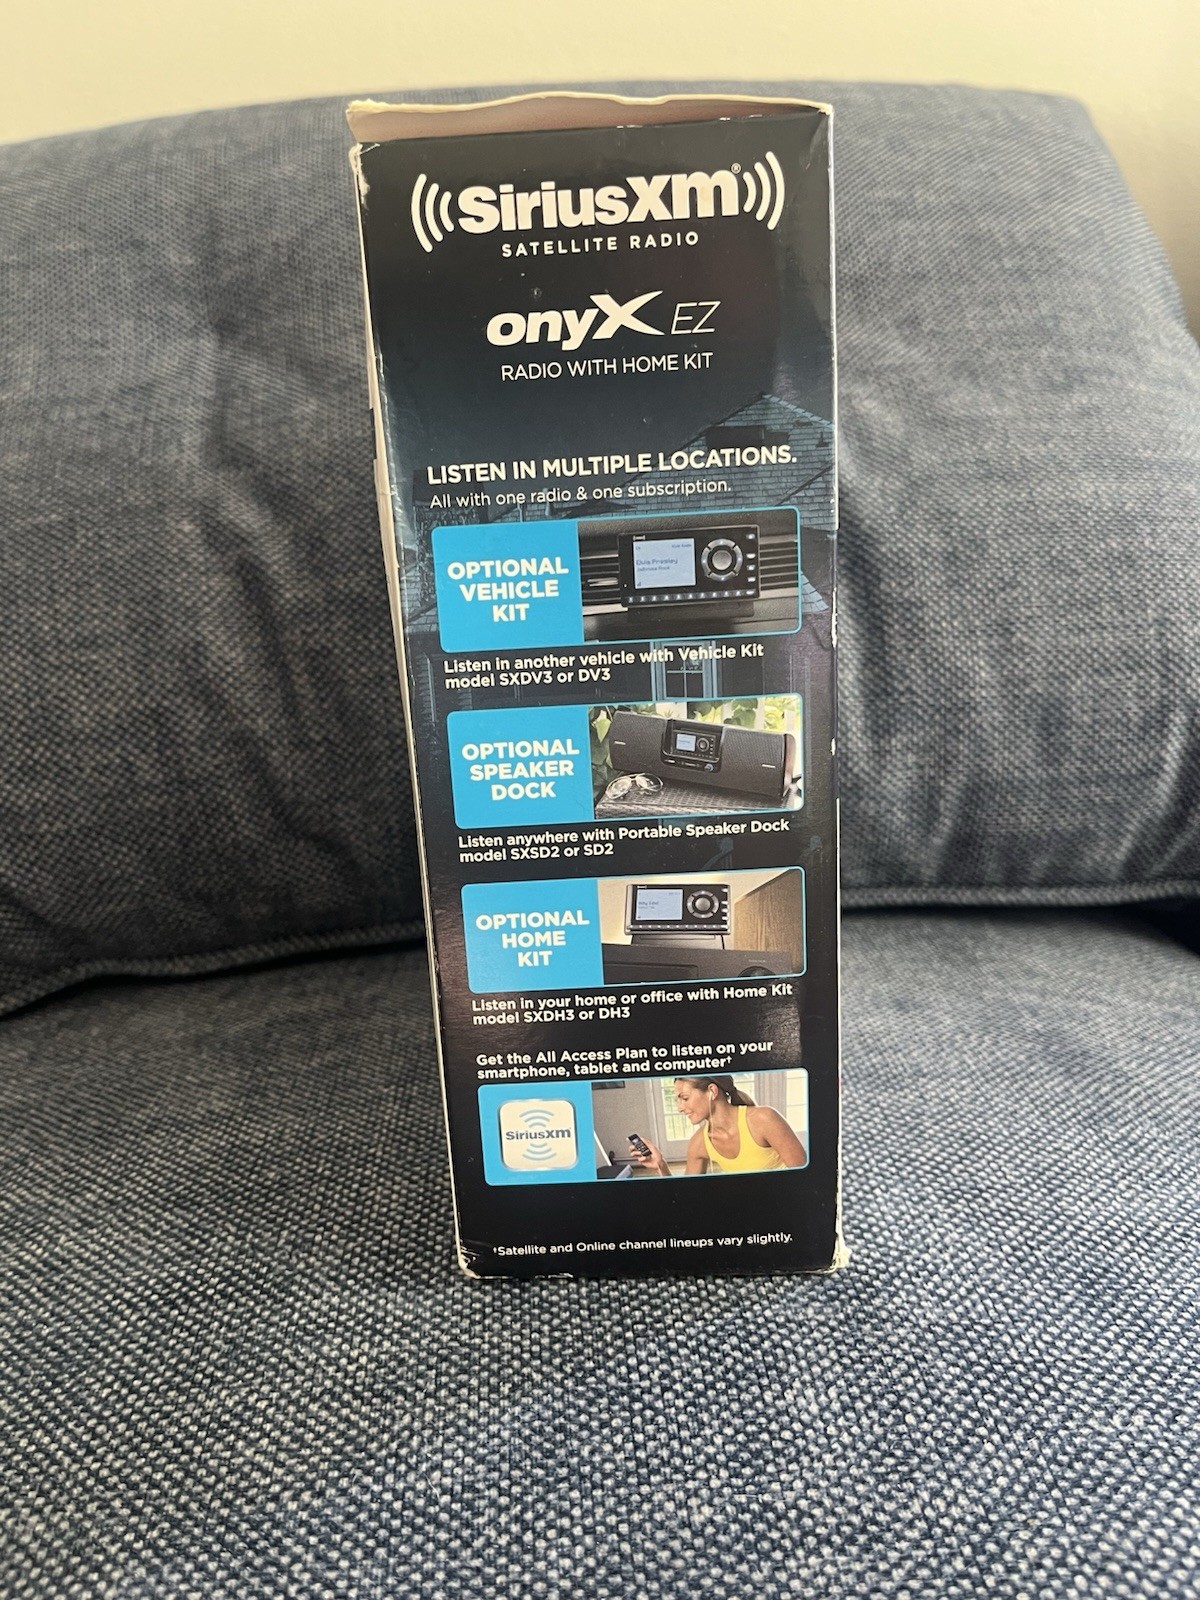 SiriusXM®
SATELLITE RADIO
onyX EZ
RADIO WITH HOME KIT
LISTEN IN MULTIPLE LOCATIONS.
All with one radio & one subscription.
OPTIONAL
VEHICLE
KIT
Elvis Presley
Listen in another vehicle with Vehicle Kit
model SXDV3 or DV3
OPTIONAL
SPEAKER
DOCK
Listen anywhere with Portable Speaker Dock
model SXSD2 or SD2
OPTIONAL
HOME
KIT
Listen in your home or office with Home Kit
model SXDH3 or DH3
Get the All Access Plan to listen on your
smartphone, tablet and computer†
SiriusXM
†Satellite and Online channel lineups vary slightly.